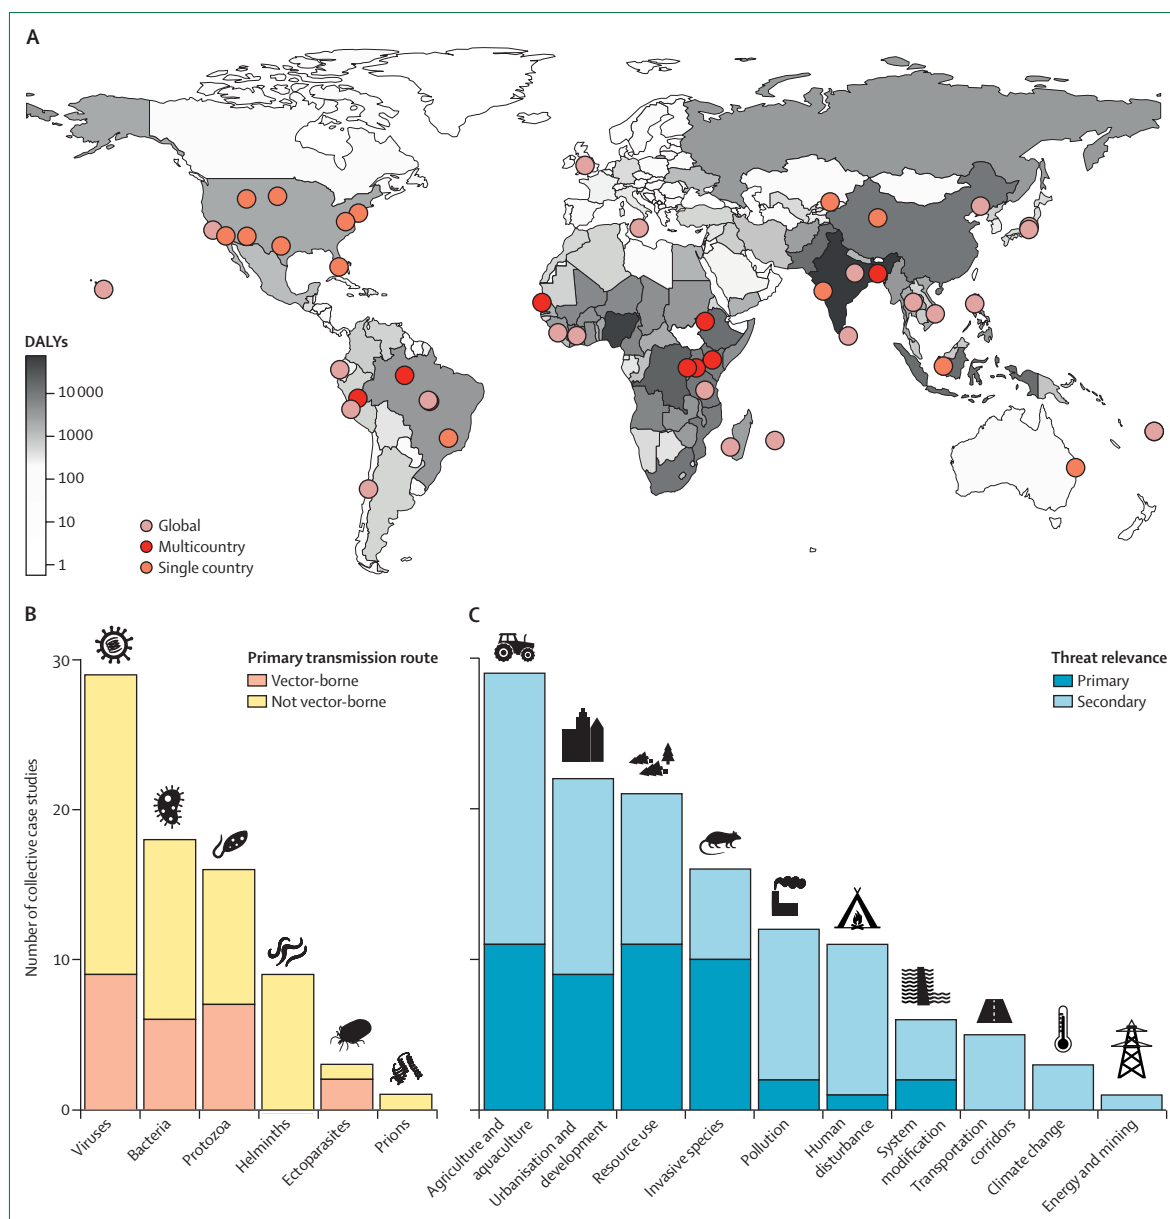 A
DALYs
10 000
1000
100
10
1
Global
Multicountry
Single country
B
Primary transmission route
Vector-borne
Not vector-borne
Number of collective case studies
30
20
10
0
Viruses
Bacteria
Protozoa
Helminths
Ectoparasites
Prions
C
Threat relevance
Primary
Secondary
Agriculture and
aquaculture
Urbanisation and
development
Resource use
Invasive species
Pollution
Human
disturbance
System
modification
Transportation
corridors
Climate change
Energy and mining